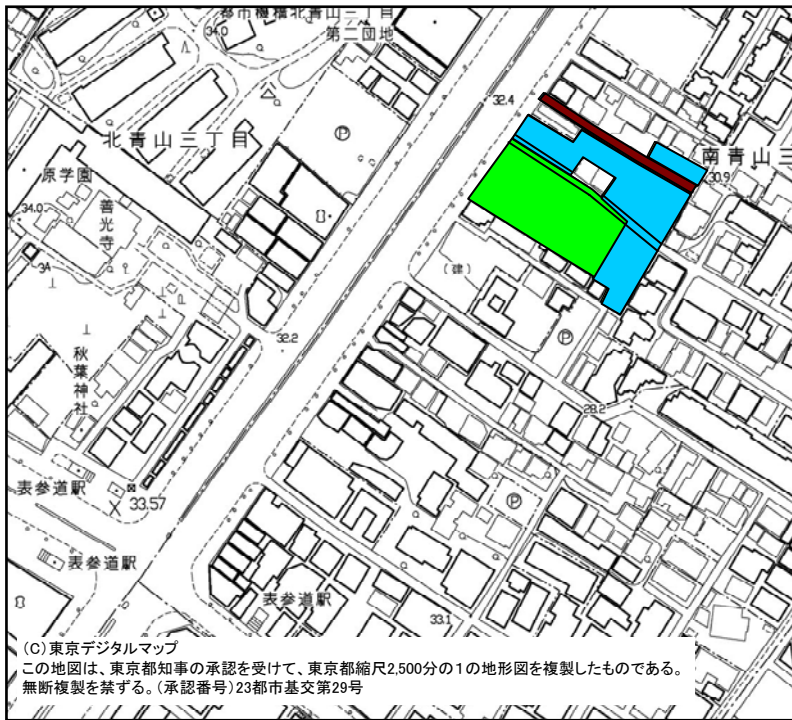 都市機構北青山三丁目
第二団地
34.0
32.4
Ⓟ
北青山三丁目
南青山三
30.9
原学園
善光寺
34.0
34
(建)
32.2
Ⓟ
秋葉神社
28.2
表参道駅
33.57
Ⓟ
表参道駅
表参道駅
33.1
(C)東京デジタルマップ
この地図は、東京都知事の承認を受けて、東京都縮尺2,500分の1の地形図を複製したものである。
無断複製を禁ずる。(承認番号)23都市基交第29号